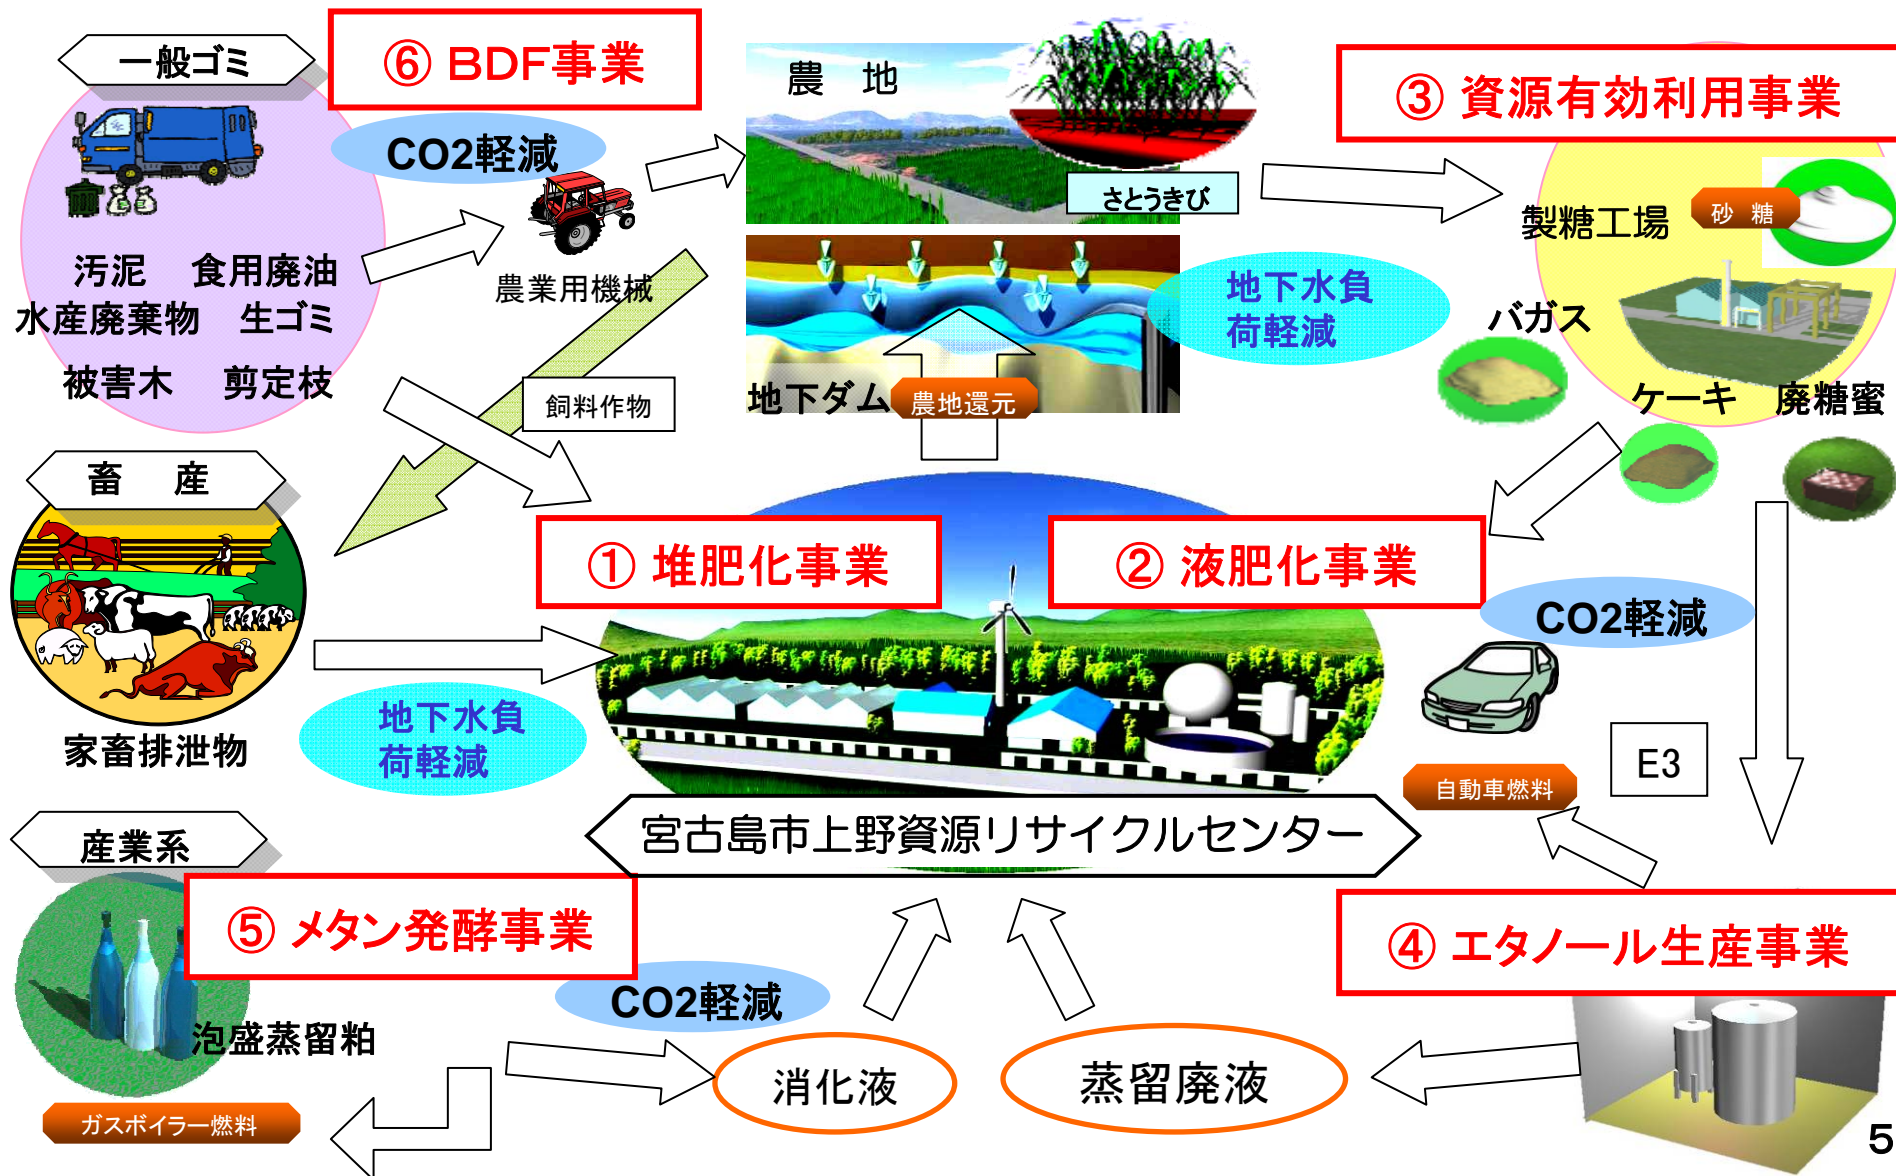 一般ゴミ
⑥ BDF事業
CO2軽減
農 地
さとうきび
③ 資源有効利用事業
製糖工場
砂 糖
汚泥 食用廃油
水産廃棄物 生ゴミ
被害木 剪定枝
農業用機械
飼料作物
地下水負
荷軽減
地下ダム
農地還元
バガス
ケーキ
廃糖蜜
畜 産
家畜排泄物
① 堆肥化事業
② 液肥化事業
CO2軽減
地下水負
荷軽減
E3
自動車燃料
宮古島市上野資源リサイクルセンター
産業系
⑤ メタン発酵事業
泡盛蒸留粕
CO2軽減
④ エタノール生産事業
消化液
蒸留廃液
ガスボイラー燃料
5